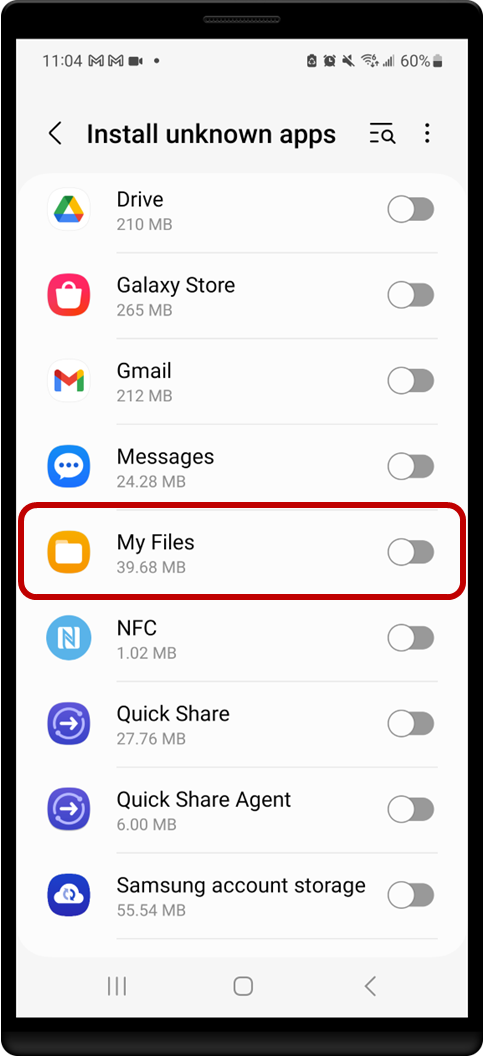 11:04 60%
Install unknown apps
Drive
210 MB
Galaxy Store
265 MB
Gmail
212 MB
Messages
24.28 MB
My Files
39.68 MB
NFC
1.02 MB
Quick Share
27.76 MB
Quick Share Agent
6.00 MB
Samsung account storage
55.54 MB